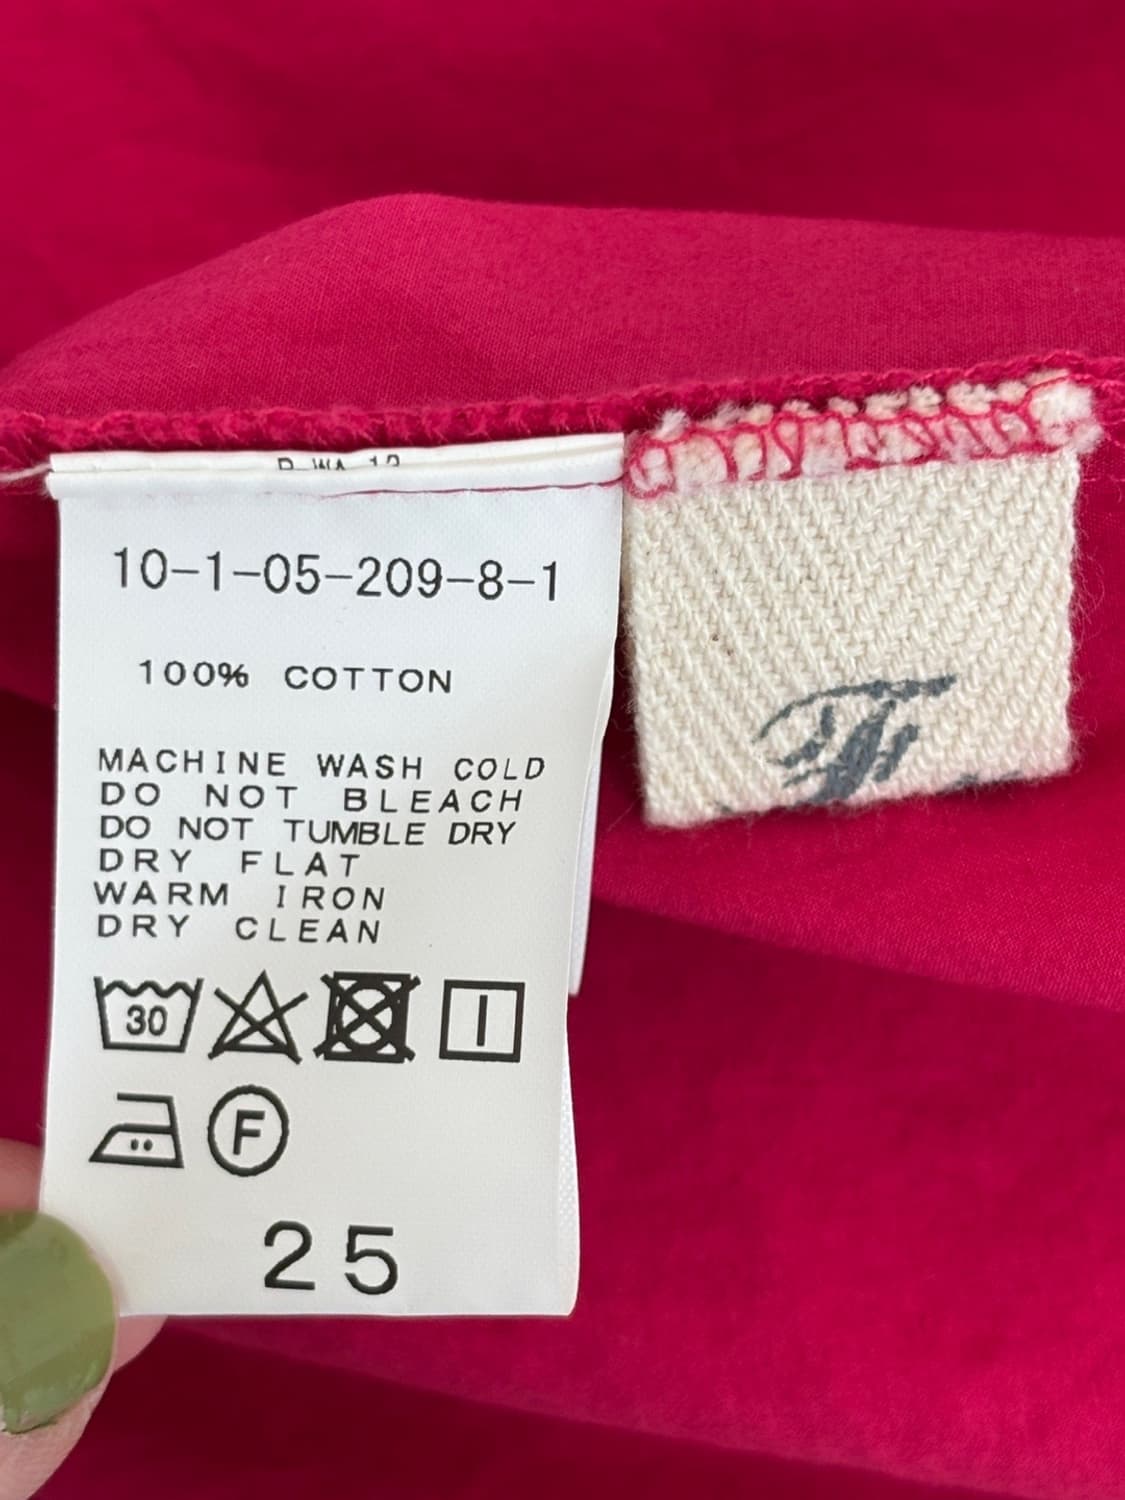 10-1-05-209-8-1
100% COTTON
MACHINE WASH COLD
DO NOT BLEACH
DO NOT TUMBLE DRY
DRY FLAT
WARM IRON
DRY CLEAN
30
F
25